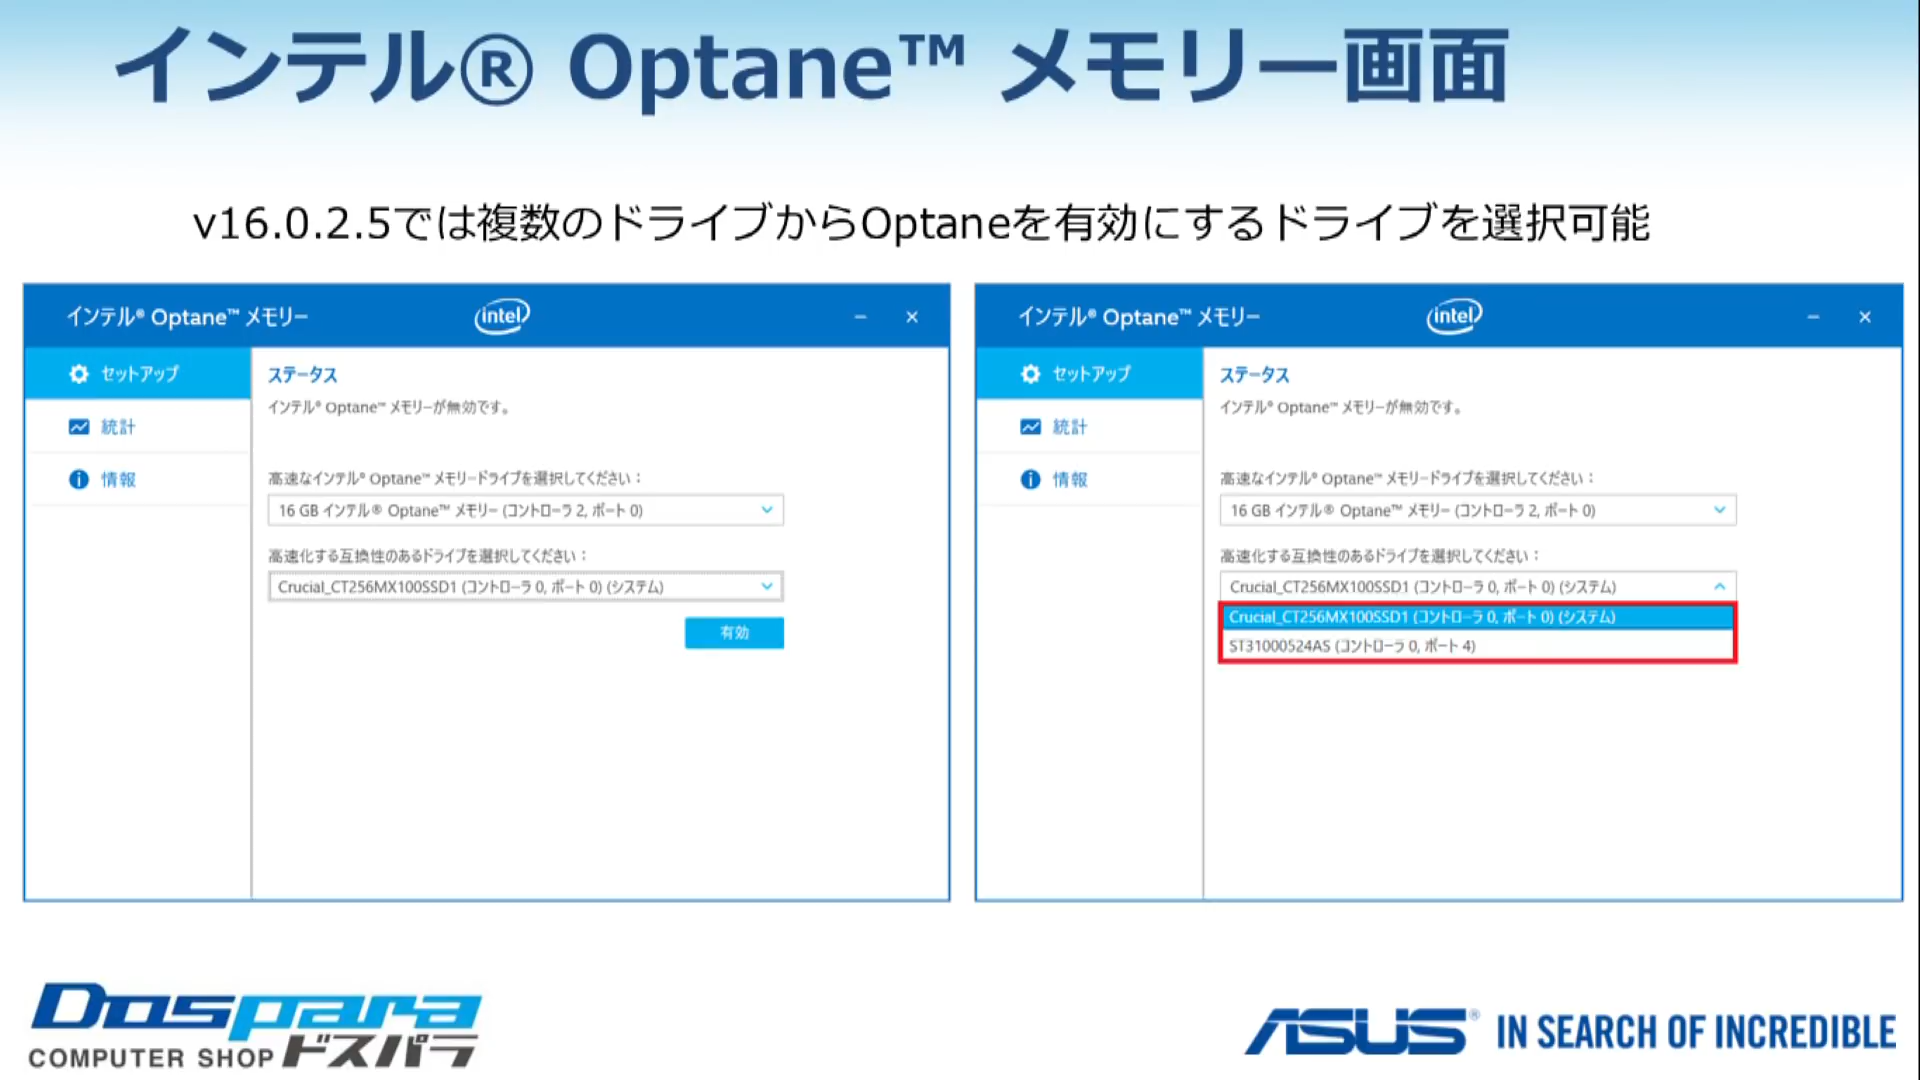 インテル® Optane™ メモリー画面
v16.0.2.5では複数のドライブからOptaneを有効にするドライブを選択可能
インテル® Optane™ メモリー
intel
セットアップ
統計
情報
ステータス
インテル® Optane™ メモリーが無効です。
高速なインテル® Optane™ メモリードライブを選択してください：
16 GB インテル® Optane™ メモリー (コントローラ 2, ポート 0)
高速化する互換性のあるドライブを選択してください：
Crucial_CT256MX100SSD1 (コントローラ 0, ポート 0) (システム)
有効
インテル® Optane™ メモリー
intel
セットアップ
統計
情報
ステータス
インテル® Optane™ メモリーが無効です。
高速なインテル® Optane™ メモリードライブを選択してください：
16 GB インテル® Optane™ メモリー (コントローラ 2, ポート 0)
高速化する互換性のあるドライブを選択してください：
Crucial_CT256MX100SSD1 (コントローラ 0, ポート 0) (システム)
Crucial_CT256MX100SSD1 (コントローラ 0, ポート 0) (システム)
ST31000524AS (コントローラ 0, ポート 4)
Dospara
COMPUTER SHOP ドスパラ
ASUS® IN SEARCH OF INCREDIBLE